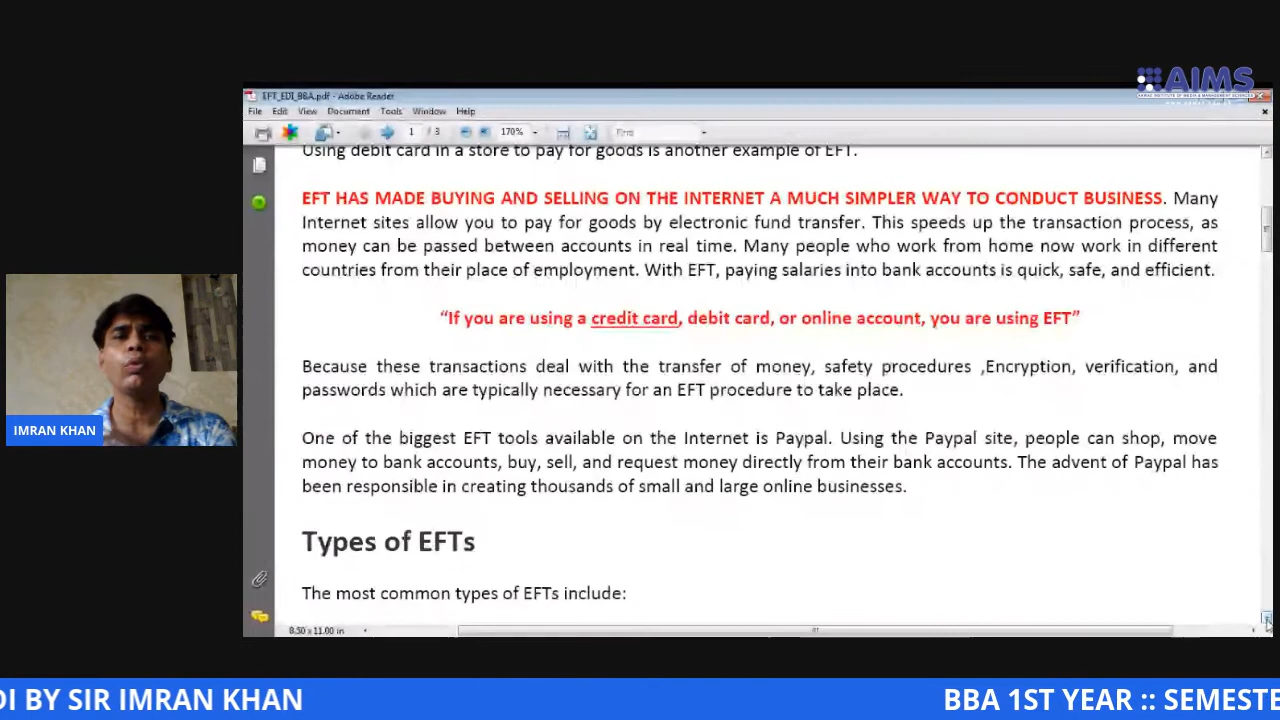 AIMS
EFT_EDI_BBA.pdf - Adobe Reader
File Edit View Document Tools Window Help
1 / 3 170% Find
Using debit card in a store to pay for goods is another example of EFT.
EFT HAS MADE BUYING AND SELLING ON THE INTERNET A MUCH SIMPLER WAY TO CONDUCT BUSINESS. Many
Internet sites allow you to pay for goods by electronic fund transfer. This speeds up the transaction process, as
money can be passed between accounts in real time. Many people who work from home now work in different
countries from their place of employment. With EFT, paying salaries into bank accounts is quick, safe, and efficient.
“If you are using a credit card, debit card, or online account, you are using EFT”
Because these transactions deal with the transfer of money, safety procedures ,Encryption, verification, and
passwords which are typically necessary for an EFT procedure to take place.
One of the biggest EFT tools available on the Internet is Paypal. Using the Paypal site, people can shop, move
money to bank accounts, buy, sell, and request money directly from their bank accounts. The advent of Paypal has
been responsible in creating thousands of small and large online businesses.
Types of EFTs
The most common types of EFTs include:
8.50 x 11.00 in
IMRAN KHAN
DI BY SIR IMRAN KHAN
BBA 1ST YEAR :: SEMESTE